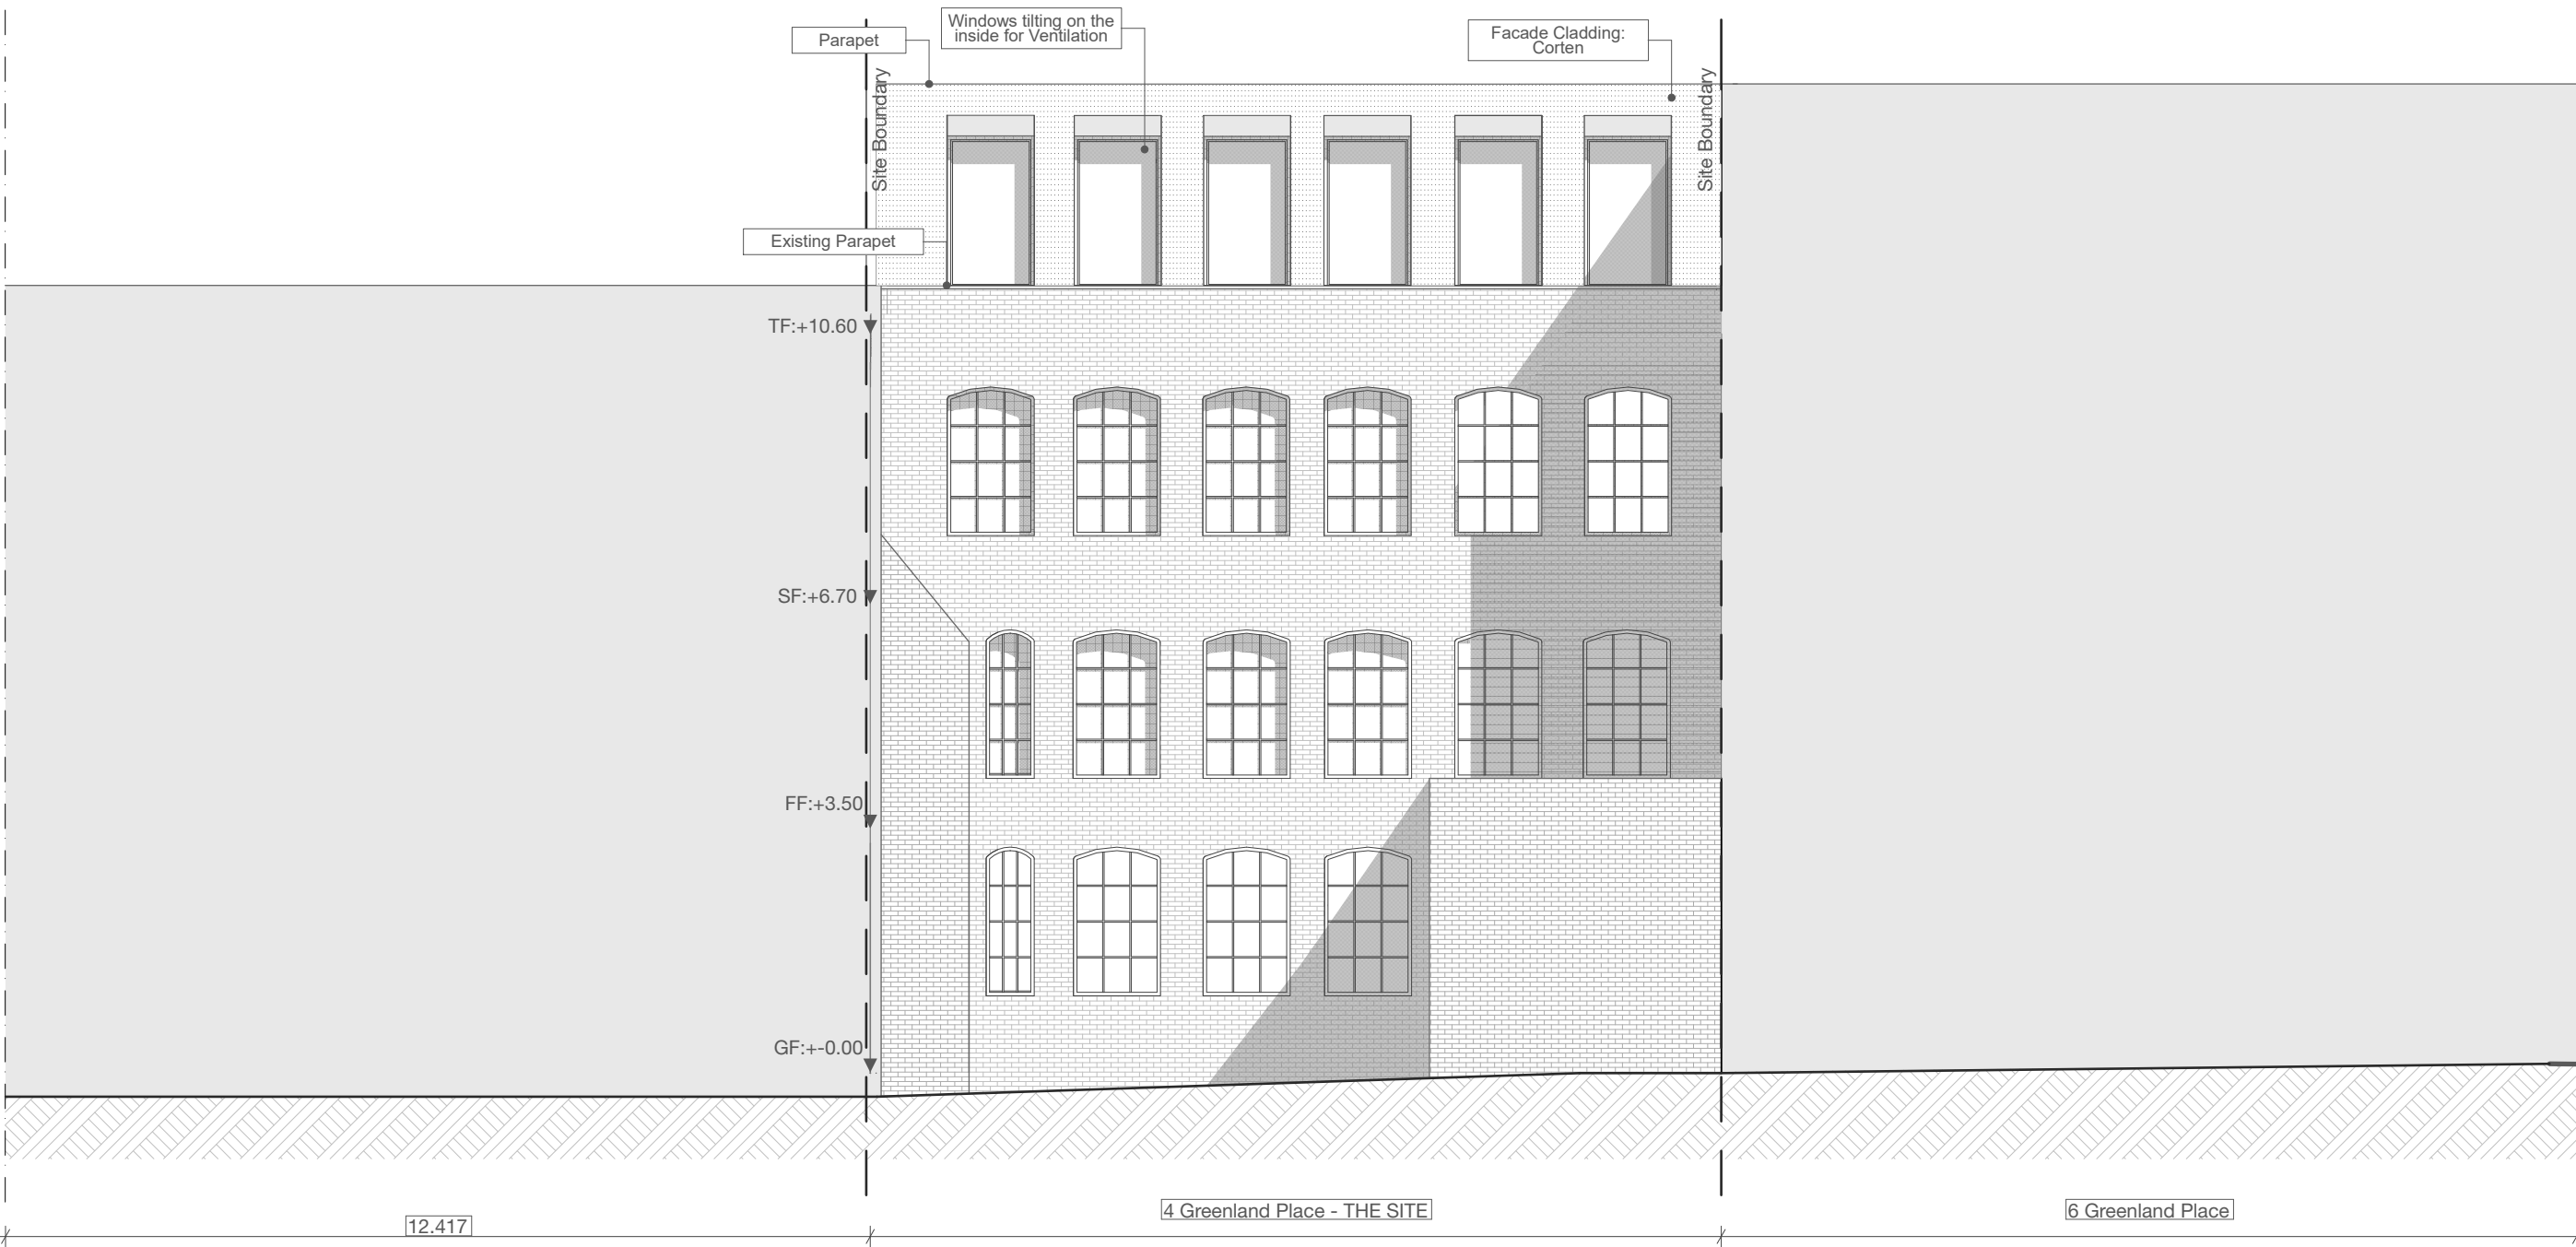 Windows tilting on the
inside for Ventilation
Parapet
Facade Cladding:
Corten
Site Boundary
Site Boundary
Existing Parapet
TF:+10.60
SF:+6.70
FF:+3.50
GF:+-0.00
4 Greenland Place - THE SITE
6 Greenland Place
12.417